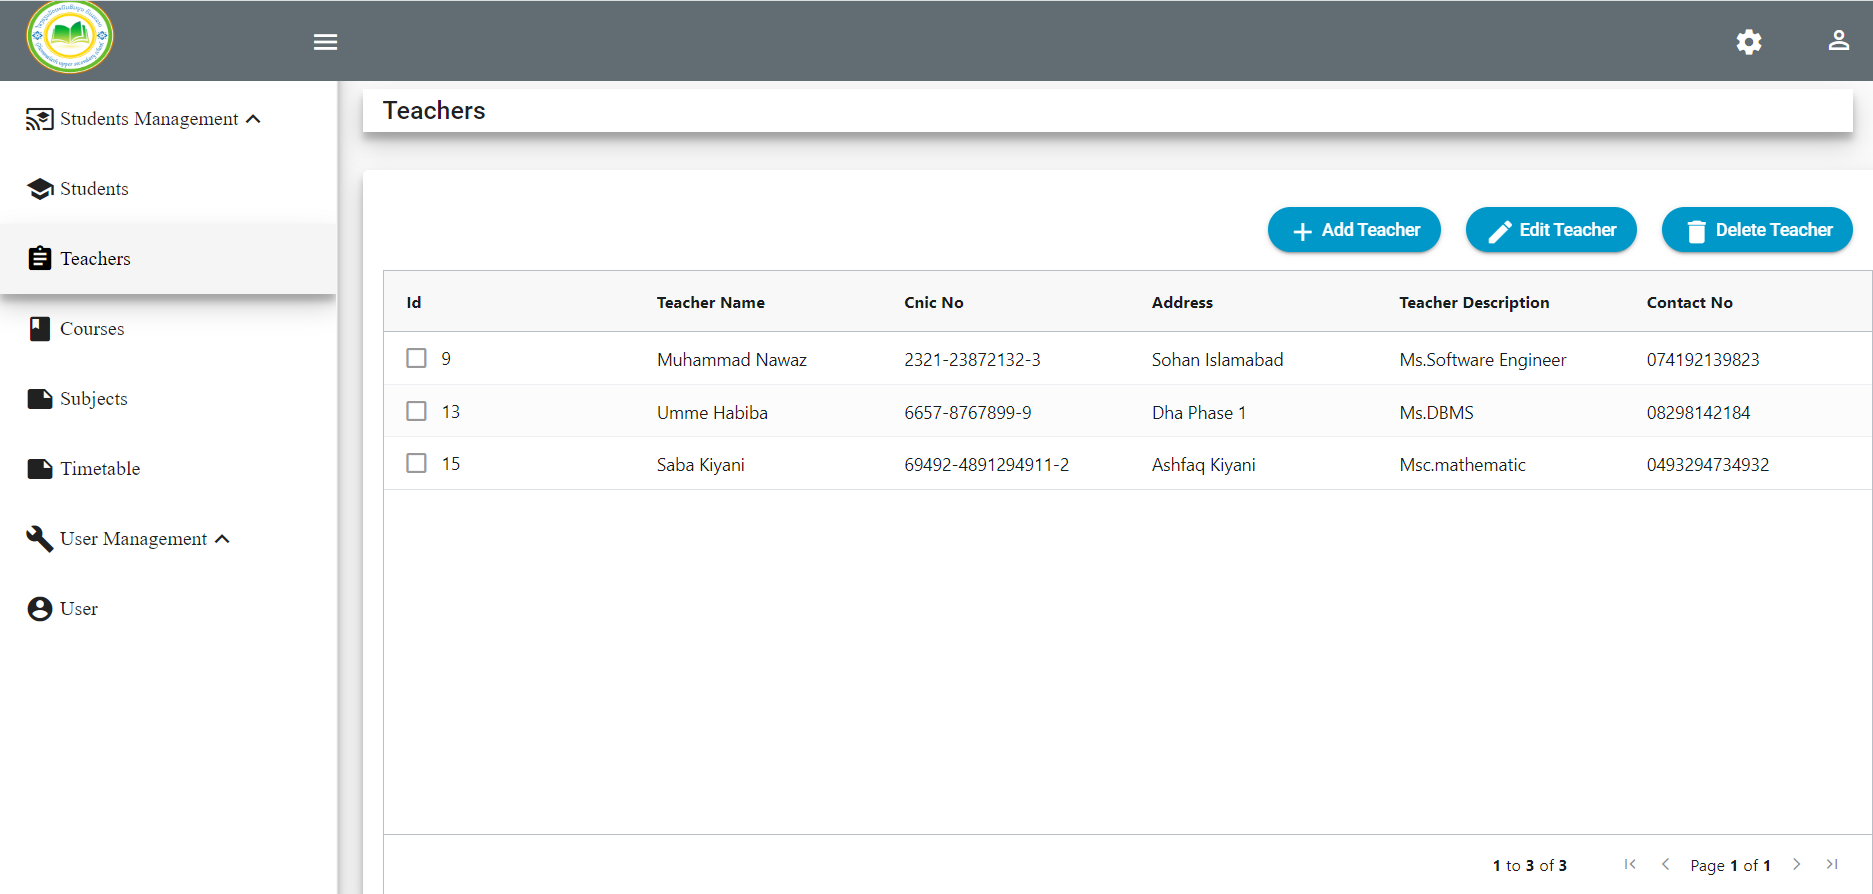 Students Management
Students
Teachers
Courses
Subjects
Timetable
User Management
User
Teachers
Add Teacher Edit Teacher Delete Teacher
Id Teacher Name Cnic No Address Teacher Description Contact No
9 Muhammad Nawaz 2321-23872132-3 Sohan Islamabad Ms.Software Engineer 074192139823
13 Umme Habiba 6657-8767899-9 Dha Phase 1 Ms.DBMS 08298142184
15 Saba Kiyani 69492-4891294911-2 Ashfaq Kiyani Msc.mathematic 0493294734932
1 to 3 of 3 Page 1 of 1